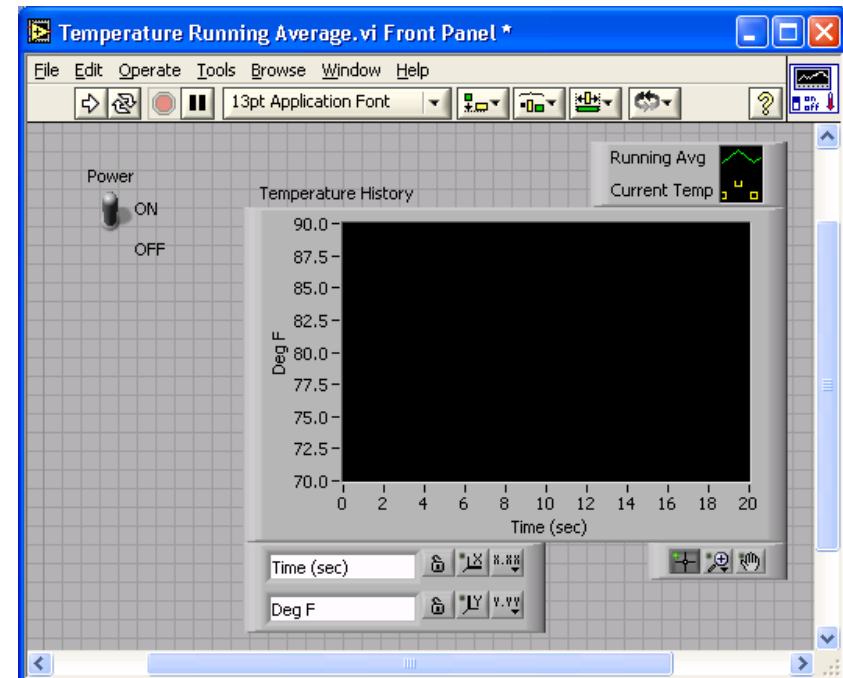 Temperature Running Average.vi Front Panel *
File Edit Operate Tools Browse Window Help
13pt Application Font
?
Power
ON
OFF
Running Avg
Current Temp
Temperature History
90.0
87.5
85.0
82.5
80.0
77.5
75.0
72.5
70.0
Deg F
0 2 4 6 8 10 12 14 16 18 20
Time (sec)
Time (sec) X X.XX
Deg F Y Y.YY